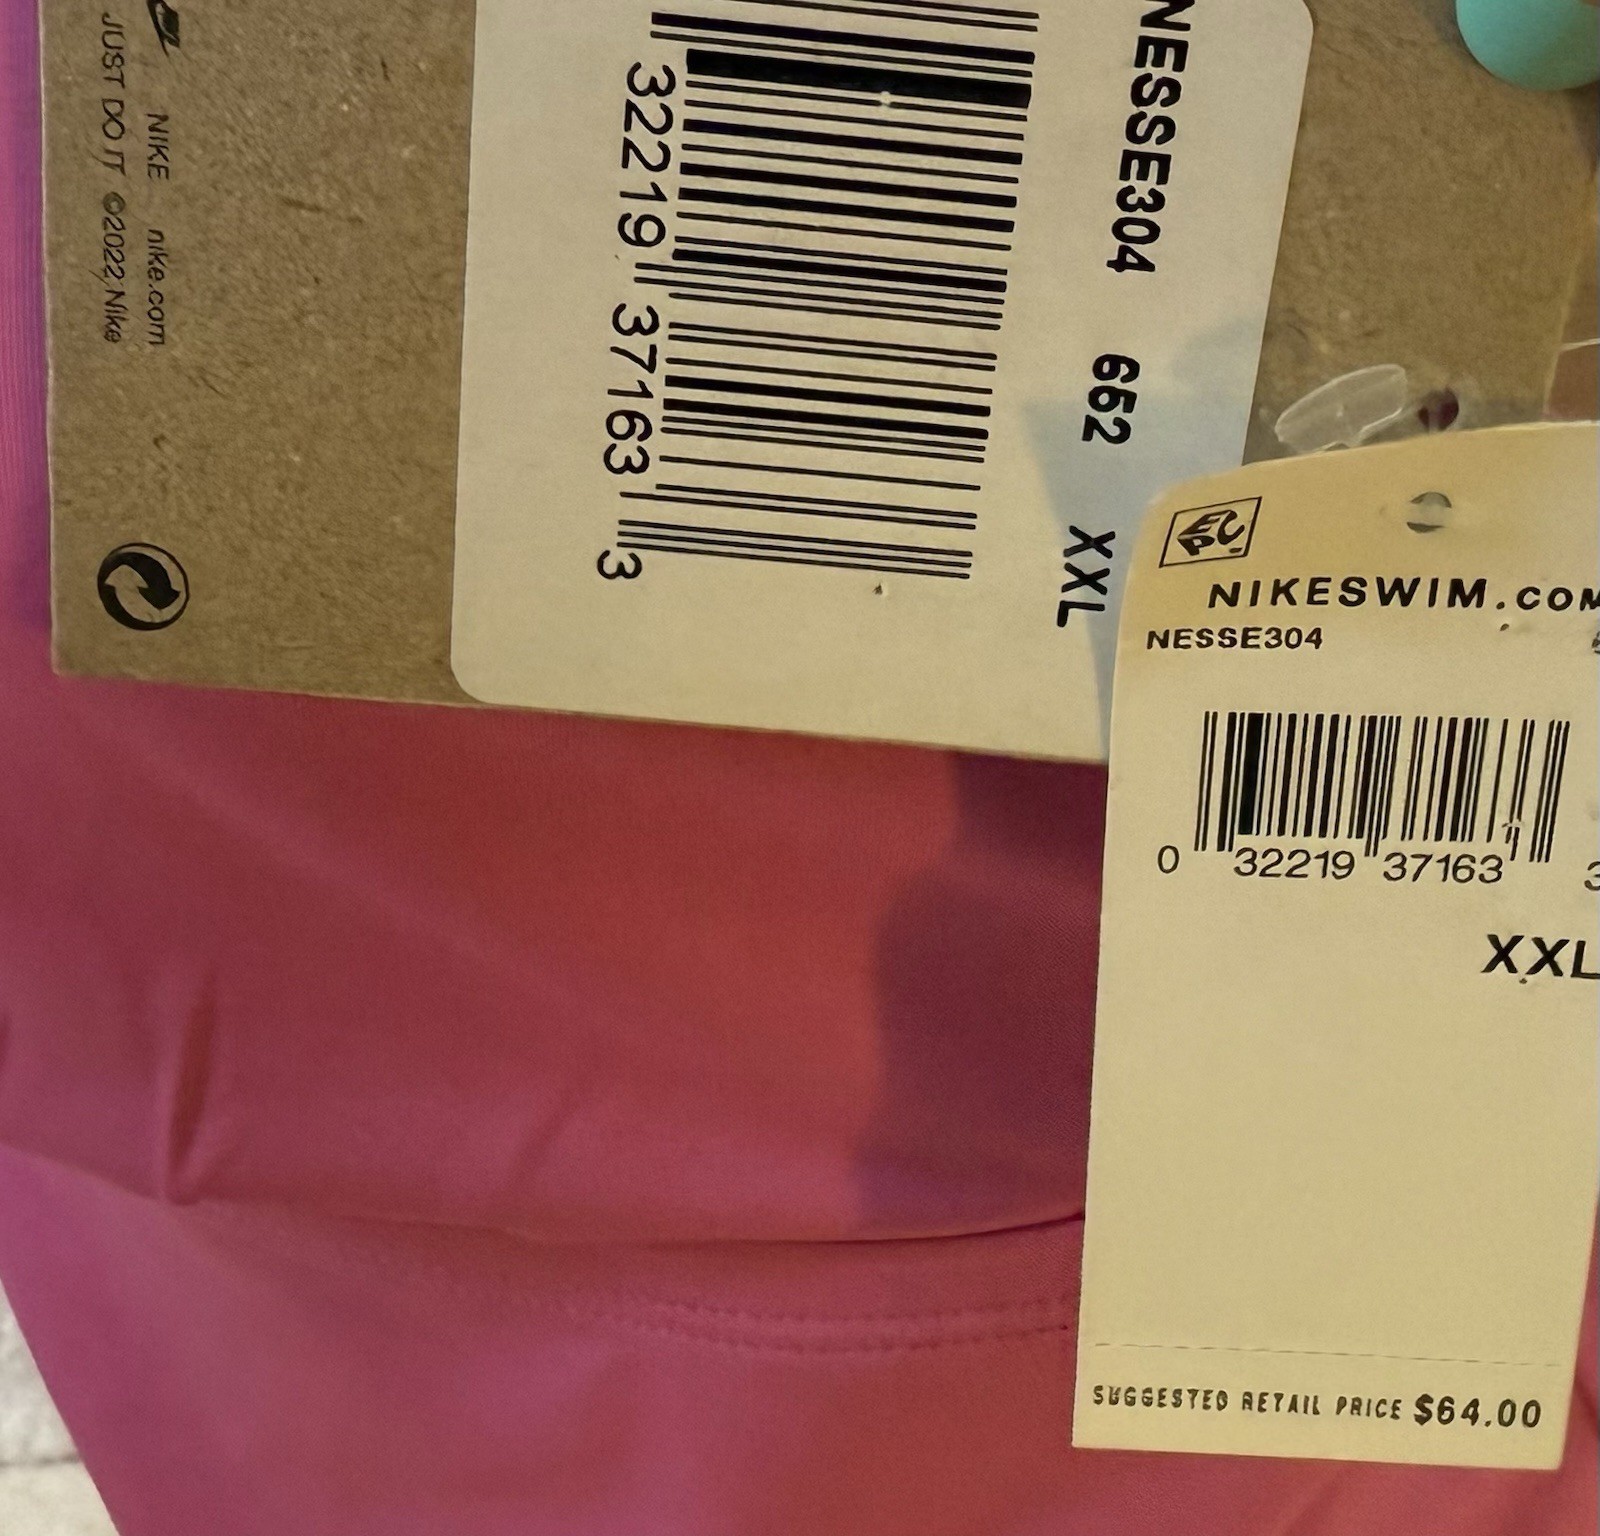 NIKE nike.com
JUST DO IT ©2022 Nike
NESSE304 652 XXL
32219 37163 3
NIKESWIM.COM
NESSE304
0 32219 37163 3
XXL
SUGGESTED RETAIL PRICE $64.00